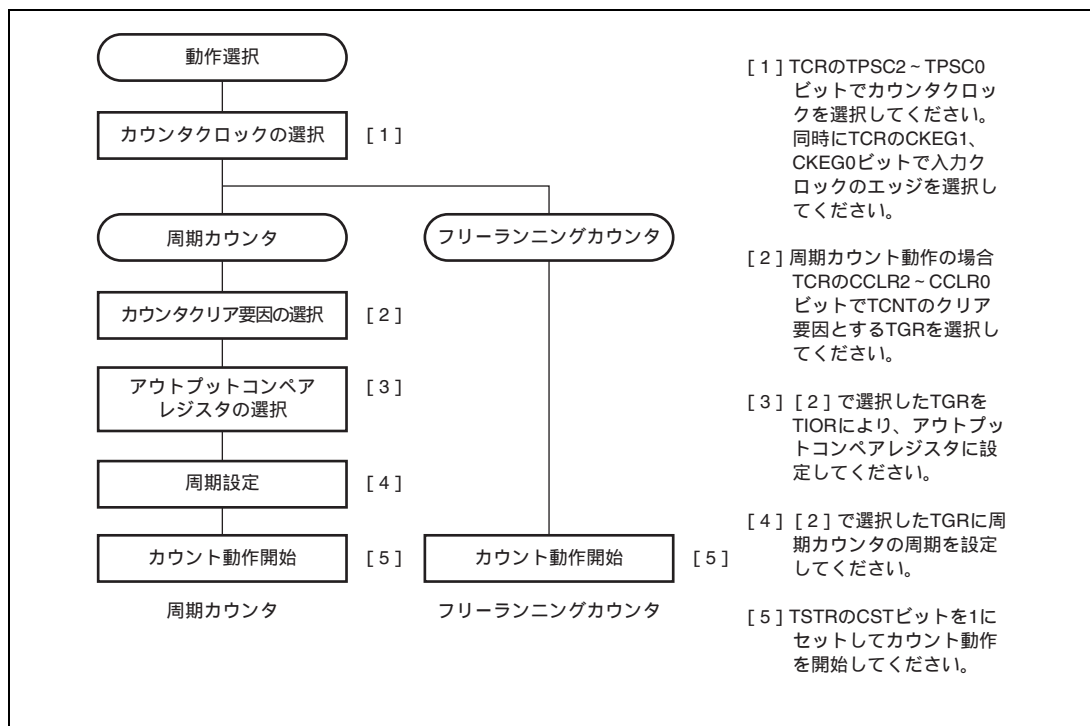 動作選択
カウンタクロックの選択 [1]
周期カウンタ
フリーランニングカウンタ
カウンタクリア要因の選択 [2]
アウトプットコンペア
レジスタの選択
[3]
周期設定 [4]
カウント動作開始 [5]
カウント動作開始 [5]
周期カウンタ
フリーランニングカウンタ
[1] TCRのTPSC2~TPSC0
ビットでカウンタクロッ
クを選択してください。
同時にTCRのCKEG1、
CKEG0ビットで入力ク
ロックのエッジを選択し
てください。
[2] 周期カウント動作の場合
TCRのCCLR2~CCLR0
ビットでTCNTのクリア
要因とするTGRを選択し
てください。
[3] [2]で選択したTGRを
TIORにより、アウトプッ
トコンペアレジスタに設
定してください。
[4] [2]で選択したTGRに周
期カウンタの周期を設定
してください。
[5] TSTRのCSTビットを1に
セットしてカウント動作
を開始してください。